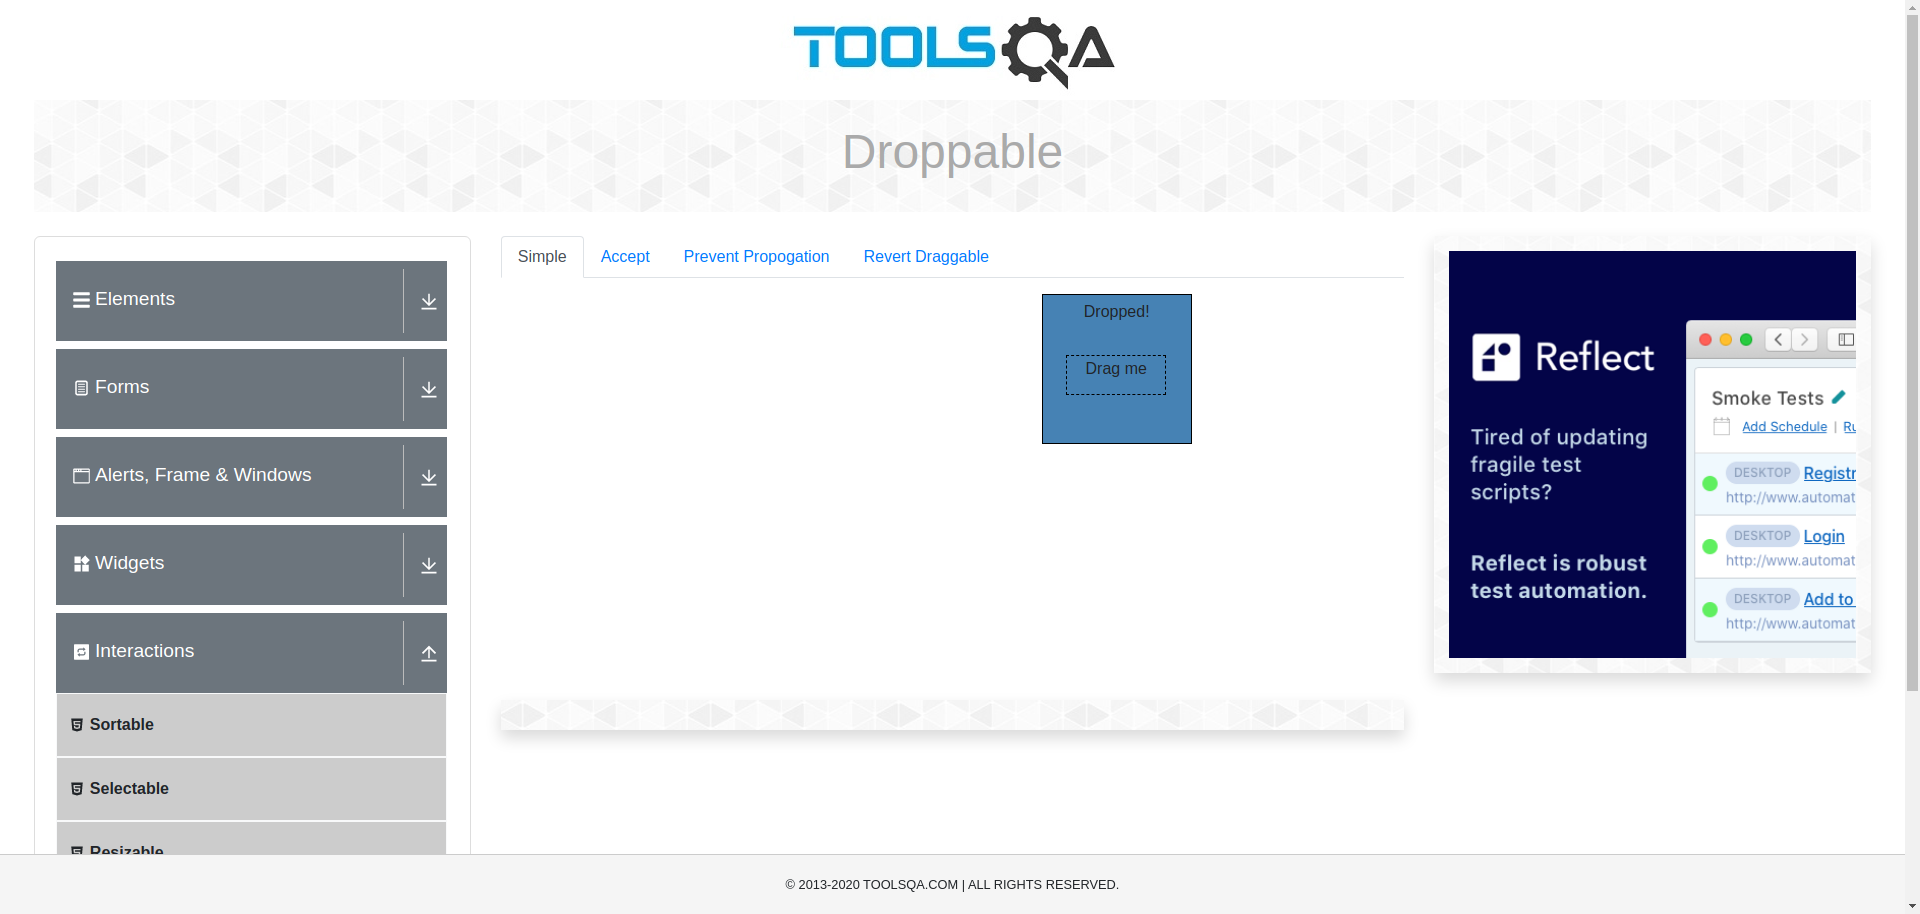 TOOLSQA
Droppable
Elements
Forms
Alerts, Frame & Windows
Widgets
Interactions
Sortable
Selectable
Resizable
Simple
Accept
Prevent Propogation
Revert Draggable
Dropped!
Drag me
Reflect
Tired of updating
fragile test
scripts?
Reflect is robust
test automation.
Smoke Tests
Add Schedule | Ru
DESKTOP Registr
http://www.automat
DESKTOP Login
http://www.automat
DESKTOP Add to
http://www.automat
© 2013-2020 TOOLSQA.COM | ALL RIGHTS RESERVED.